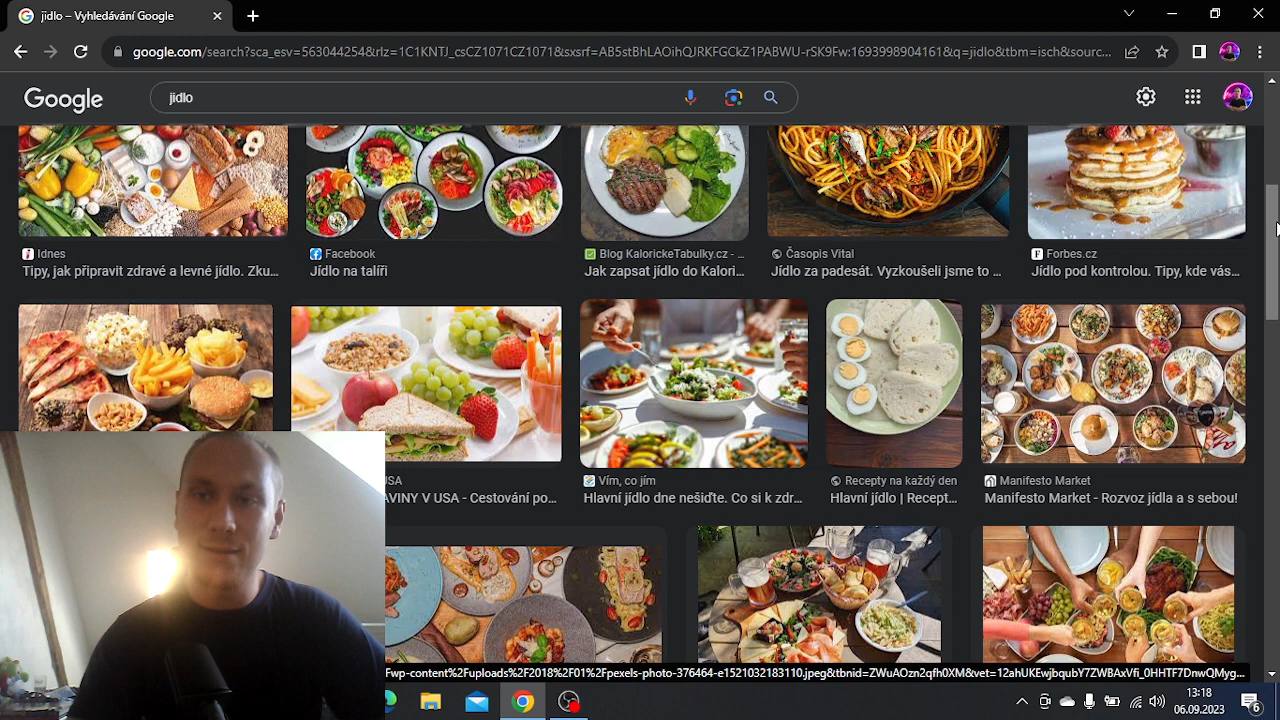 jídlo – Vyhledávání Google
google.com/search?sca_esv=563044254&rlz=1C1KNTJ_csCZ1071CZ1071&sxsrf=AB5stBhLAOihQJRKFGCkZ1PABWU-rSK9Fw:1693998904161&q=jidlo&tbm=isch&sourc...
Google
jidlo
Idnes
Tipy, jak připravit zdravé a levné jídlo. Zku...
Facebook
Jídlo na talíři
Blog KalorickeTabulky.cz - ...
Jak zapsat jídlo do Kalori...
Časopis Vital
Jídlo za padesát. Vyzkoušeli jsme to ...
Forbes.cz
Jídlo pod kontrolou. Tipy, kde vás...
USA
AVINY V USA - Cestování po...
Vím, co jím
Hlavní jídlo dne nešiďte. Co si k zdr...
Recepty na každý den
Hlavní jídlo | Recept...
Manifesto Market
Manifesto Market - Rozvoz jídla a s sebou!
Fwp-content%2Fuploads%2F2018%2F01%2Fpexels-photo-376464-e1521032183110.jpeg&tbnid=ZWuAOzn2qfh0XM&vet=12ahUKEwjbqubY7ZWBAxVfi_0HHTF7DnwQMyg...
13:18
06.09.2023
6